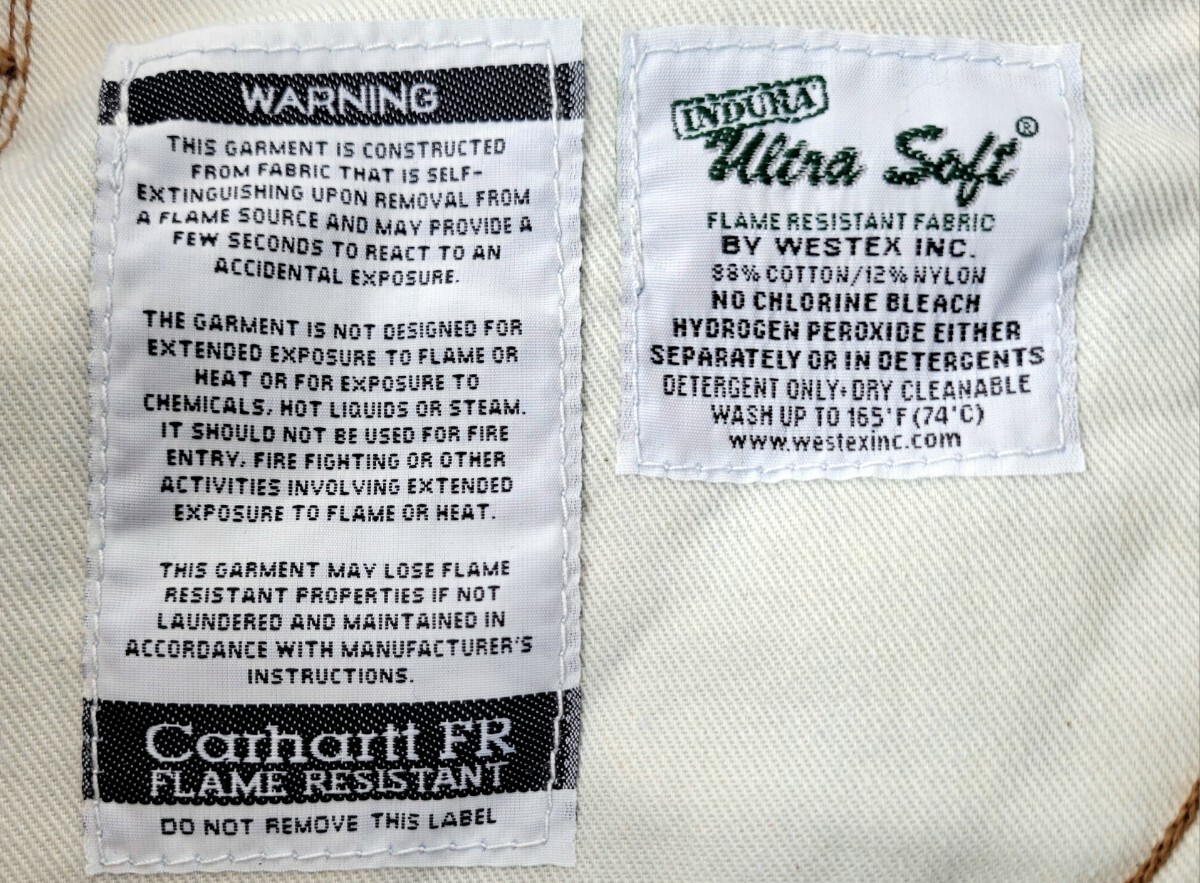 WARNING
THIS GARMENT IS CONSTRUCTED
FROM FABRIC THAT IS SELF-
EXTINGUISHING UPON REMOVAL FROM
A FLAME SOURCE AND MAY PROVIDE A
FEW SECONDS TO REACT TO AN
ACCIDENTAL EXPOSURE.
THE GARMENT IS NOT DESIGNED FOR
EXTENDED EXPOSURE TO FLAME OR
HEAT OR FOR EXPOSURE TO
CHEMICALS, HOT LIQUIDS OR STEAM.
IT SHOULD NOT BE USED FOR FIRE
ENTRY, FIRE FIGHTING OR OTHER
ACTIVITIES INVOLVING EXTENDED
EXPOSURE TO FLAME OR HEAT.
THIS GARMENT MAY LOSE FLAME
RESISTANT PROPERTIES IF NOT
LAUNDERED AND MAINTAINED IN
ACCORDANCE WITH MANUFACTURER'S
INSTRUCTIONS.
Carhartt FR
FLAME RESISTANT
DO NOT REMOVE THIS LABEL
INDURA
Ultra Soft®
FLAME RESISTANT FABRIC
BY WESTEX INC.
88% COTTON/12% NYLON
NO CHLORINE BLEACH
HYDROGEN PEROXIDE EITHER
SEPARATELY OR IN DETERGENTS
DETERGENT ONLY·DRY CLEANABLE
WASH UP TO 165°F (74°C)
www.westexinc.com